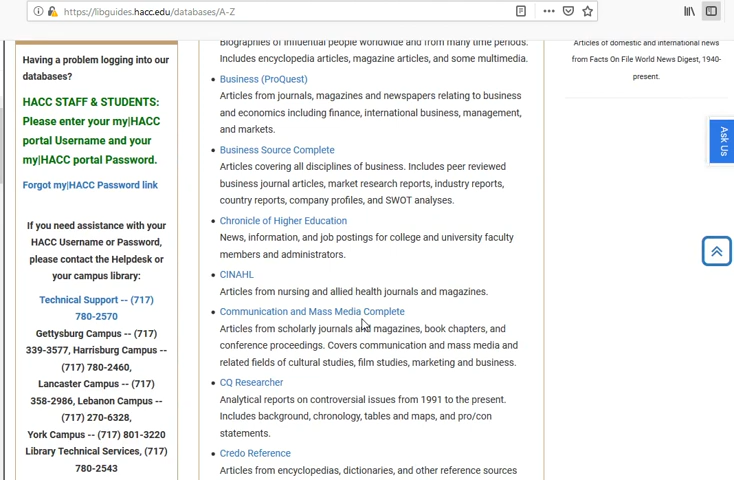 https://libguides.hacc.edu/databases/A-Z
Having a problem logging into our
databases?
HACC STAFF & STUDENTS:
Please enter your my|HACC
portal Username and your
my|HACC portal Password.
Forgot my|HACC Password link
If you need assistance with your
HACC Username or Password,
please contact the Helpdesk or
your campus library:
Technical Support -- (717)
780-2570
Gettysburg Campus -- (717)
339-3577, Harrisburg Campus --
(717) 780-2460,
Lancaster Campus -- (717)
358-2986, Lebanon Campus --
(717) 270-6328,
York Campus -- (717) 801-3220
Library Technical Services, (717)
780-2543
Biographies of influential people worldwide and from many time periods.
Includes encyclopedia articles, magazine articles, and some multimedia.
Business (ProQuest)
Articles from journals, magazines and newspapers relating to business
and economics including finance, international business, management,
and markets.
Business Source Complete
Articles covering all disciplines of business. Includes peer reviewed
business journal articles, market research reports, industry reports,
country reports, company profiles, and SWOT analyses.
Chronicle of Higher Education
News, information, and job postings for college and university faculty
members and administrators.
CINAHL
Articles from nursing and allied health journals and magazines.
Communication and Mass Media Complete
Articles from scholarly journals and magazines, book chapters, and
conference proceedings. Covers communication and mass media and
related fields of cultural studies, film studies, marketing and business.
CQ Researcher
Analytical reports on controversial issues from 1991 to the present.
Includes background, chronology, tables and maps, and pro/con
statements.
Credo Reference
Articles from encyclopedias, dictionaries, and other reference sources
Articles of domestic and international news
from Facts On File World News Digest, 1940-
present.
Ask Us